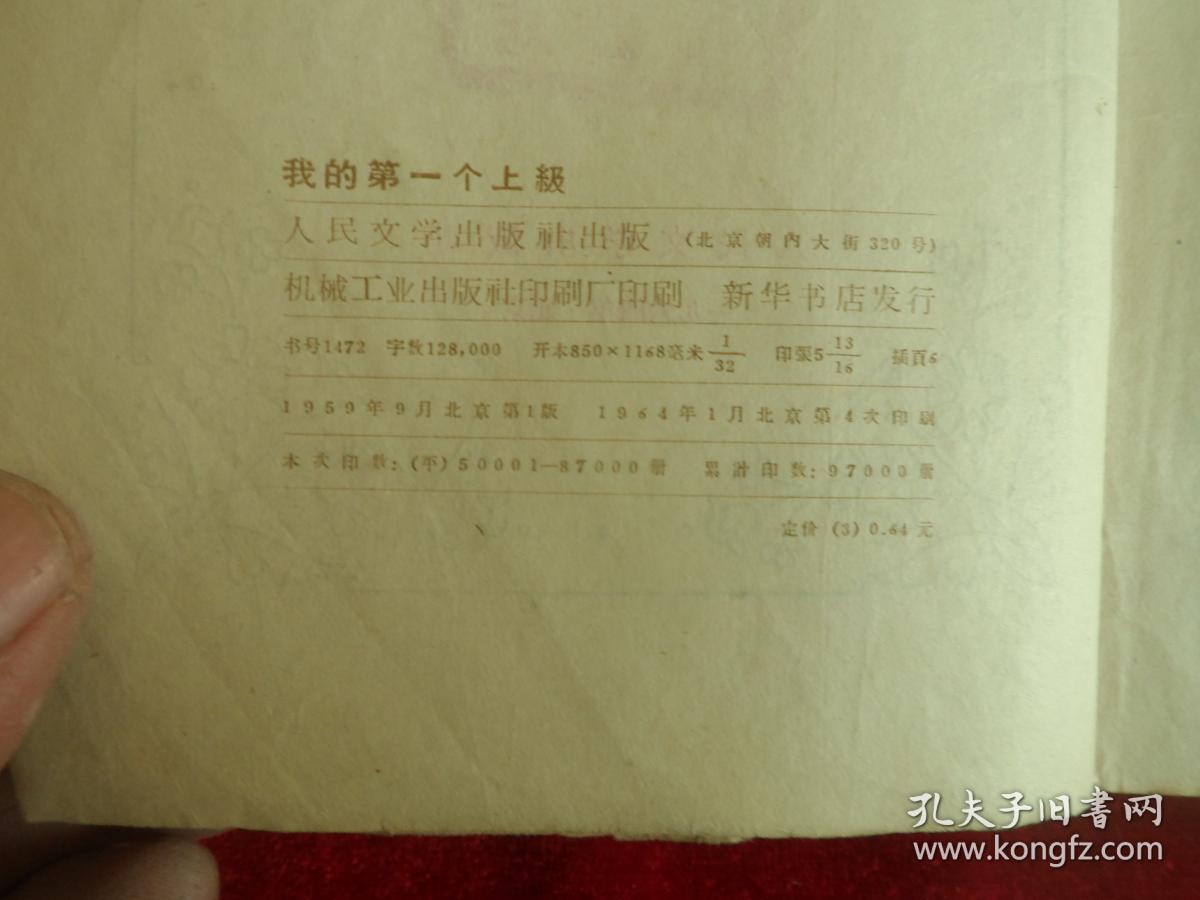 我的第一个上級
人民文学出版社出版 (北京朝内大街320号)
机械工业出版社印刷厂印刷 新华书店发行
书号1472 字数128,000 开本850×1168毫米 1/32 印張5 13/16 插頁6
1959年9月北京第1版 1964年1月北京第4次印刷
本次印数:(平)50001—87000册 累計印数:97000册
定价 (3) 0.64 元
孔夫子旧书网
www.kongfz.com